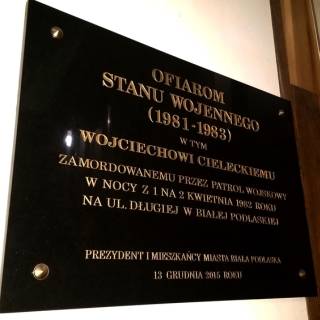 OFIAROM
STANU WOJENNEGO
(1981-1983)
W TYM
WOJCIECHOWI CIELECKIEMU
ZAMORDOWANEMU PRZEZ PATROL WOJSKOWY
W NOCY Z 1 NA 2 KWIETNIA 1982 ROKU
NA UL. DŁUGIEJ W BIAŁEJ PODLASKIEJ
PREZYDENT I MIESZKAŃCY MIASTA BIAŁA PODLASKA
13 GRUDNIA 2015 ROKU